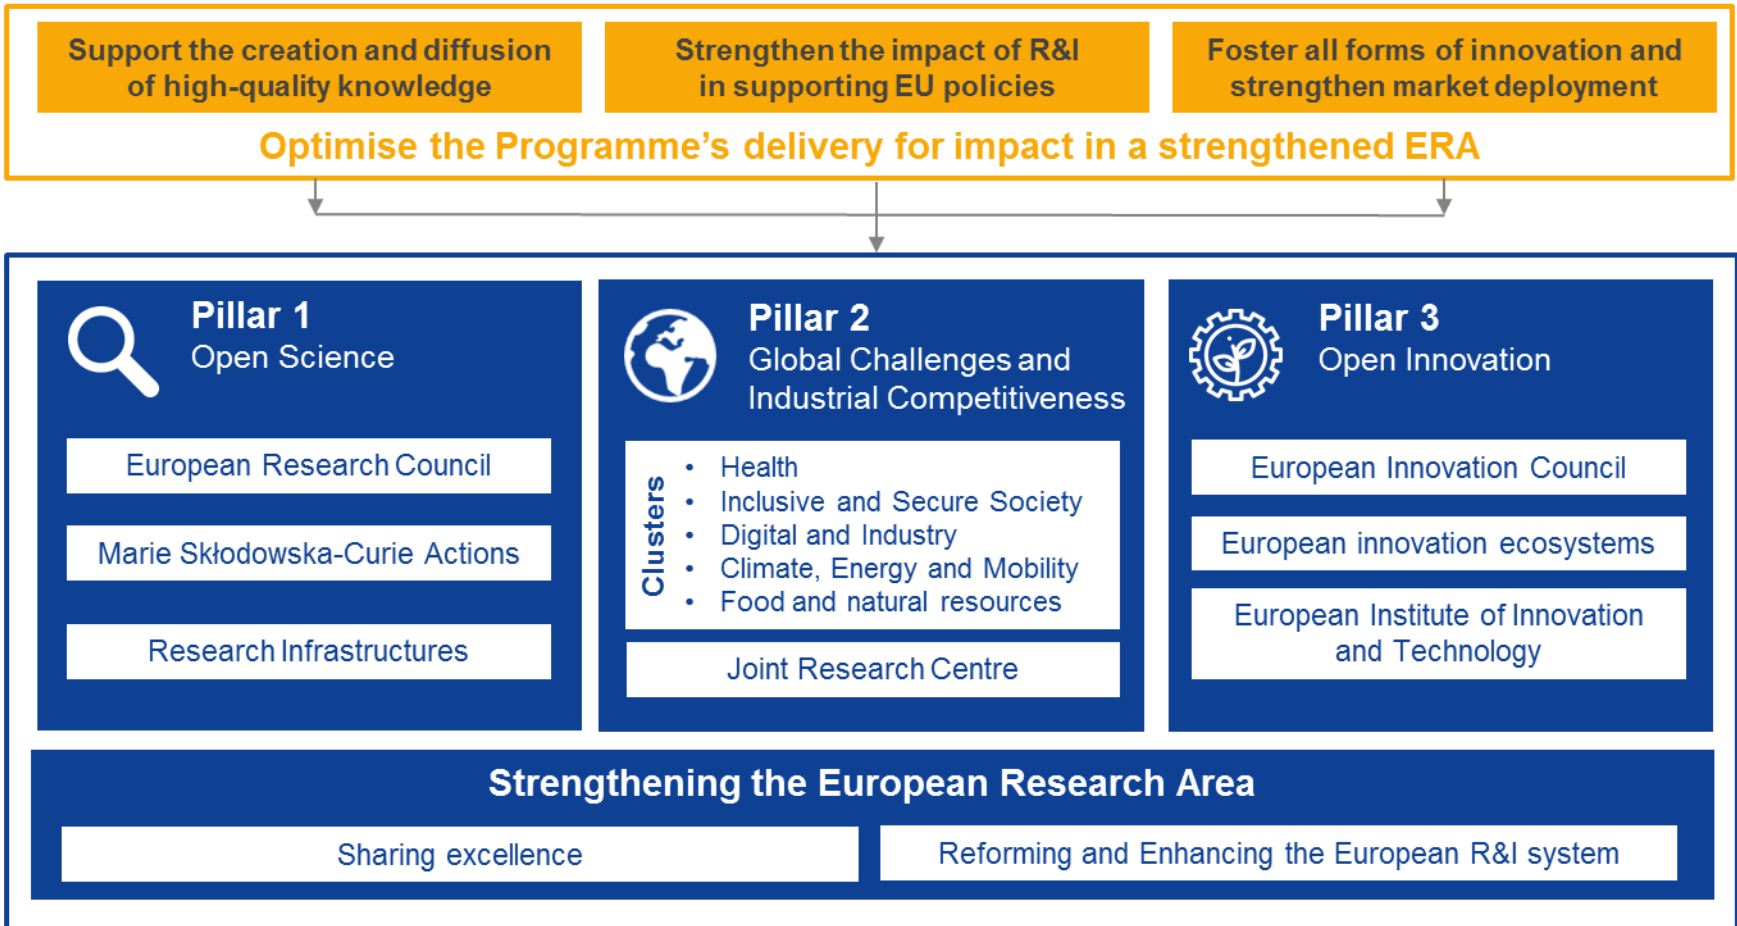 Support the creation and diffusion
of high-quality knowledge
Strengthen the impact of R&I
in supporting EU policies
Foster all forms of innovation and
strengthen market deployment
Optimise the Programme’s delivery for impact in a strengthened ERA
Pillar 1
Open Science
European Research Council
Marie Skłodowska-Curie Actions
Research Infrastructures
Pillar 2
Global Challenges and
Industrial Competitiveness
Clusters
• Health
• Inclusive and Secure Society
• Digital and Industry
• Climate, Energy and Mobility
• Food and natural resources
Joint Research Centre
Pillar 3
Open Innovation
European Innovation Council
European innovation ecosystems
European Institute of Innovation
and Technology
Strengthening the European Research Area
Sharing excellence
Reforming and Enhancing the European R&I system